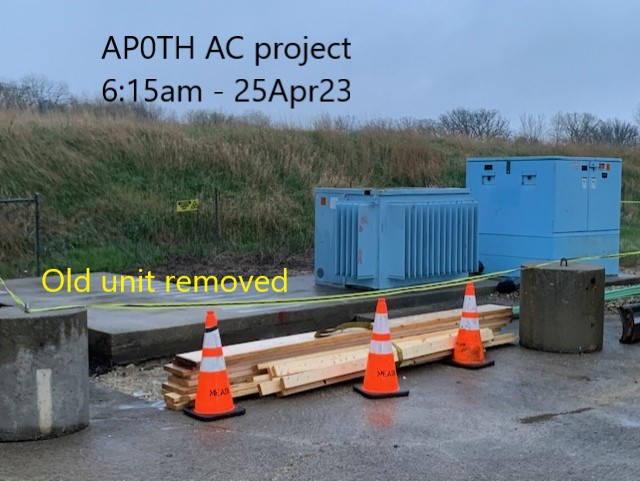 AP0TH AC project
6:15am - 25Apr23
Old unit removed